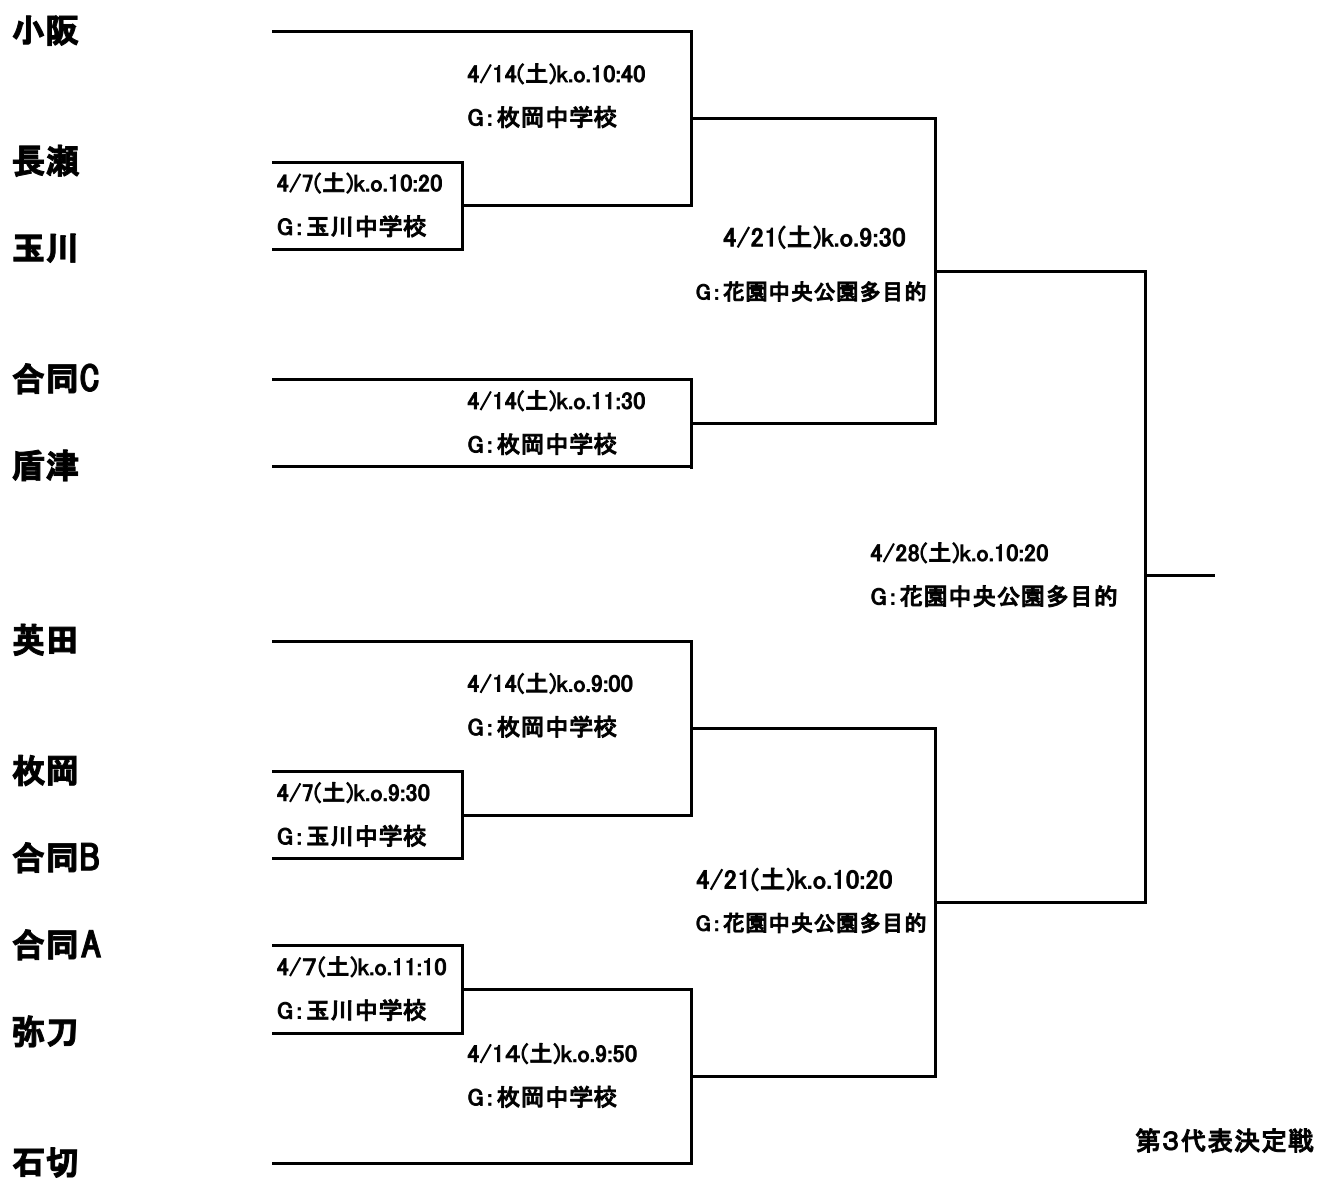 小阪
4/14(土)k.o.10:40
G：枚岡中学校
長瀬
4/7(土)k.o.10:20
G：玉川中学校
玉川
4/21(土)k.o.9:30
G：花園中央公園多目的
合同C
4/14(土)k.o.11:30
G：枚岡中学校
盾津
4/28(土)k.o.10:20
G：花園中央公園多目的
英田
4/14(土)k.o.9:00
G：枚岡中学校
枚岡
4/7(土)k.o.9:30
G：玉川中学校
合同B
4/21(土)k.o.10:20
G：花園中央公園多目的
合同A
4/7(土)k.o.11:10
G：玉川中学校
弥刀
4/14(土)k.o.9:50
G：枚岡中学校
第３代表決定戦
石切